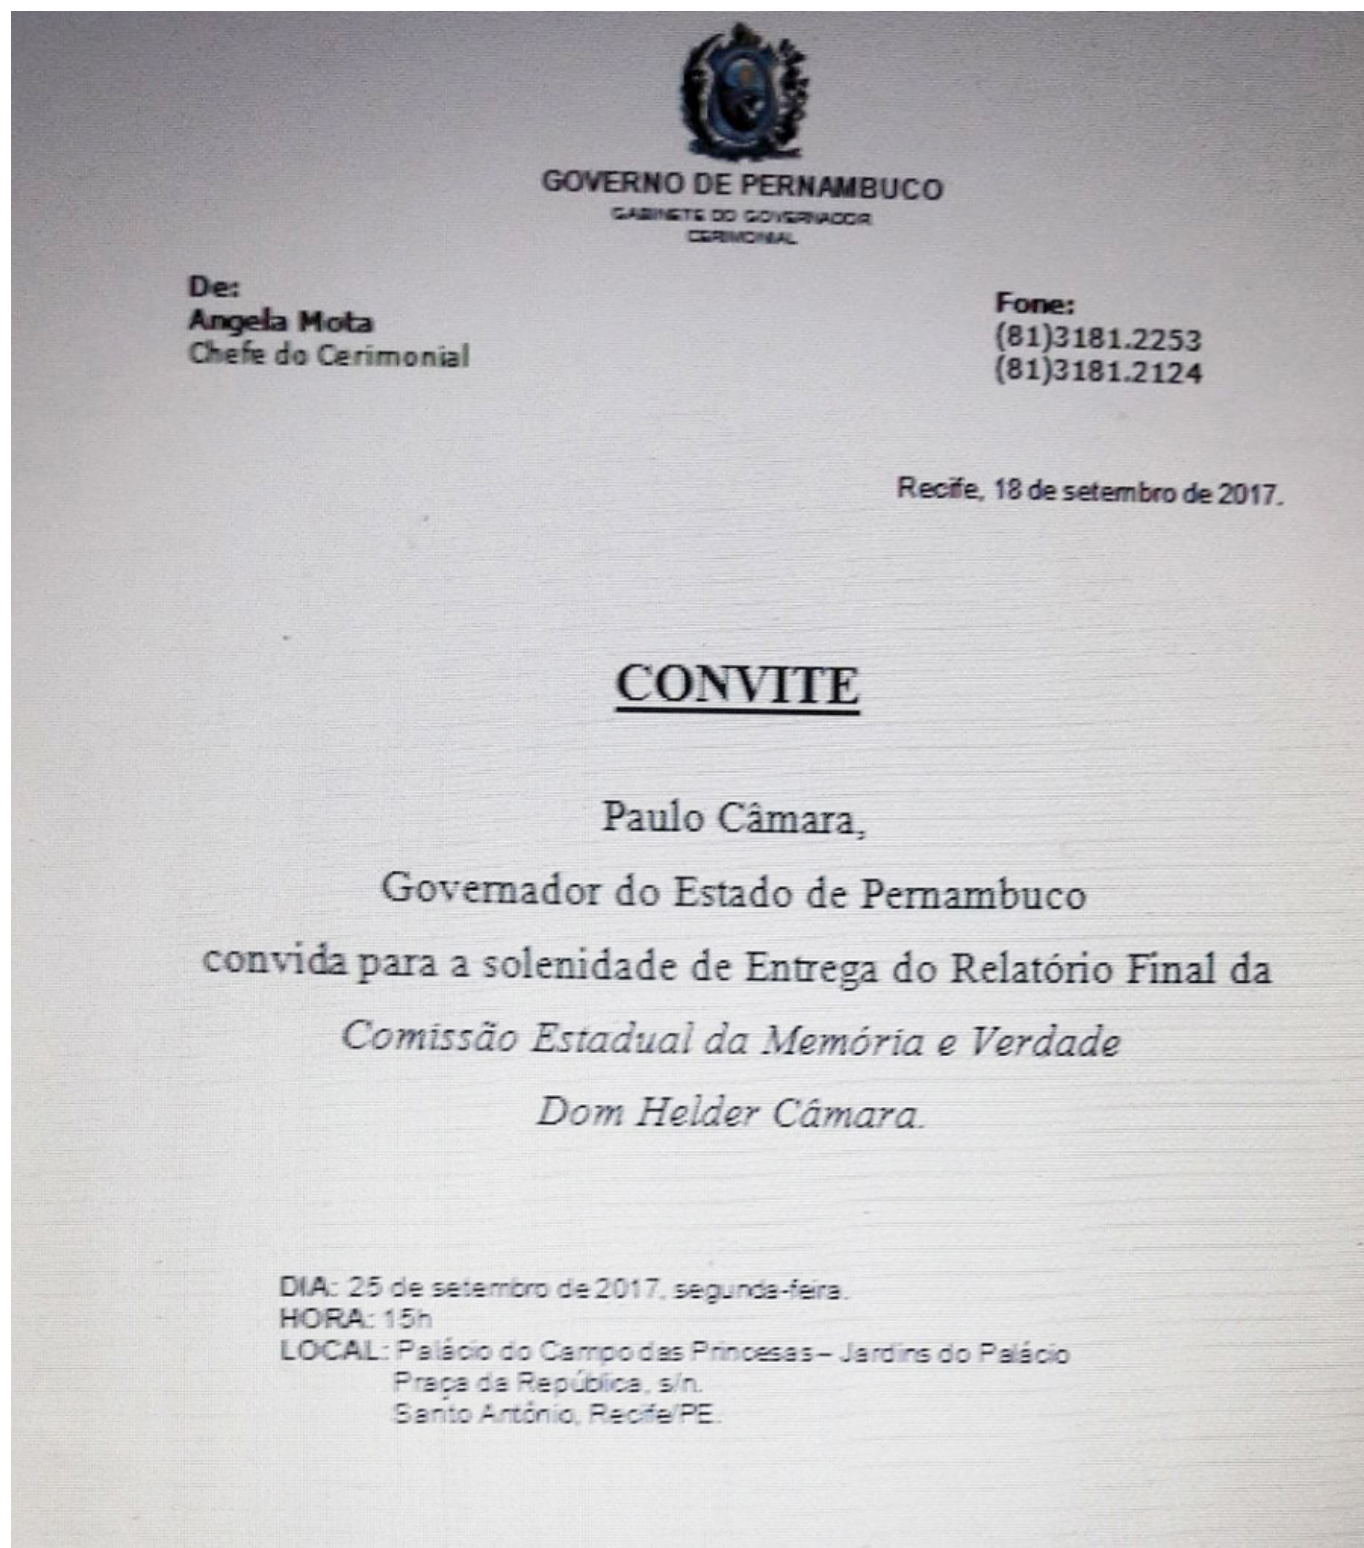 GOVERNO DE PERNAMBUCO
GABINETE DO GOVERNADOR
CERIMONIAL
De:
Angela Mota
Chefe do Cerimonial
Fone:
(81)3181.2253
(81)3181.2124
Recife, 18 de setembro de 2017.
CONVITE
Paulo Câmara,
Governador do Estado de Pernambuco
convida para a solenidade de Entrega do Relatório Final da
Comissão Estadual da Memória e Verdade
Dom Helder Câmara.
DIA: 25 de setembro de 2017, segunda-feira.
HORA: 15h
LOCAL: Palácio do Campo das Princesas – Jardins do Palácio
Praça da República, s/n.
Santo Antônio, Recife/PE.